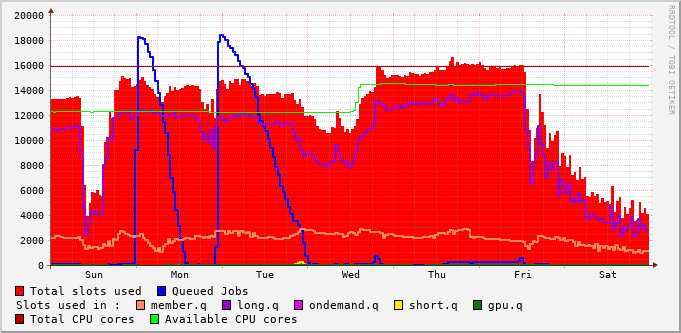 20000
18000
16000
14000
12000
10000
8000
6000
4000
2000
0
Sun Mon Tue Wed Thu Fri Sat
RRDTOOL / TOBI OETIKER
Total slots used Queued Jobs
Slots used in : member.q long.q ondemand.q short.q gpu.q
Total CPU cores Available CPU cores